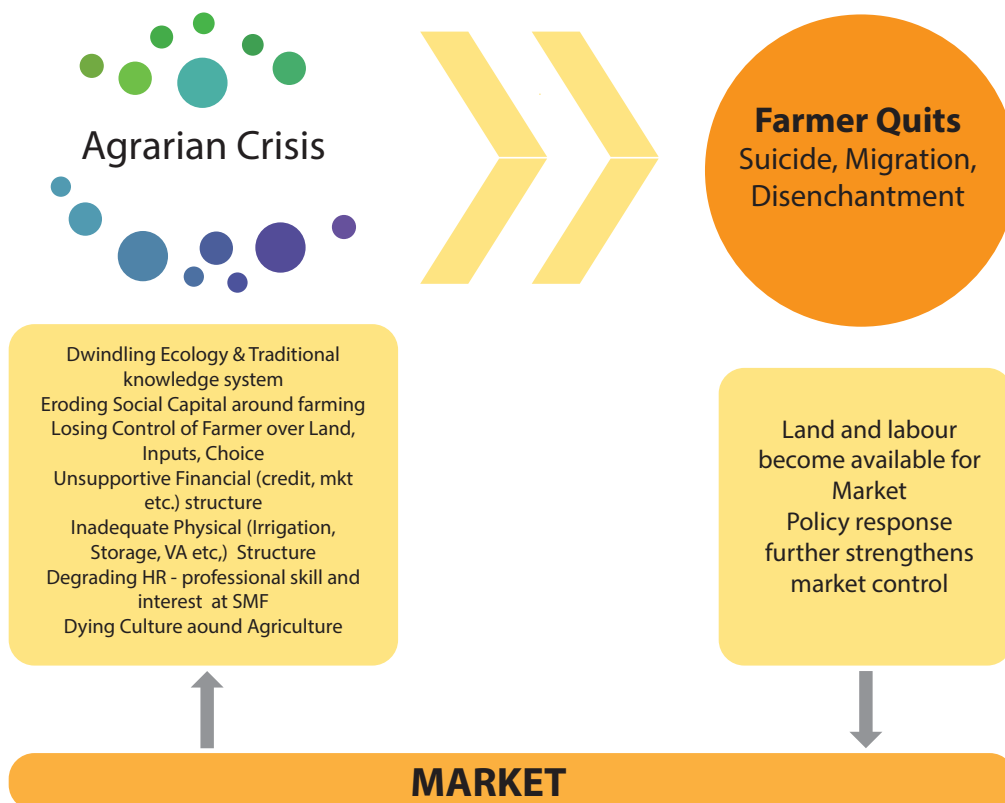 Agrarian Crisis
Farmer Quits
Suicide, Migration,
Disenchantment
Dwindling Ecology & Traditional
knowledge system
Eroding Social Capital around farming
Losing Control of Farmer over Land,
Inputs, Choice
Unsupportive Financial (credit, mkt
etc.) structure
Inadequate Physical (Irrigation,
Storage, VA etc,) Structure
Degrading HR - professional skill and
interest at SMF
Dying Culture aound Agriculture
Land and labour
become available for
Market
Policy response
further strengthens
market control
MARKET